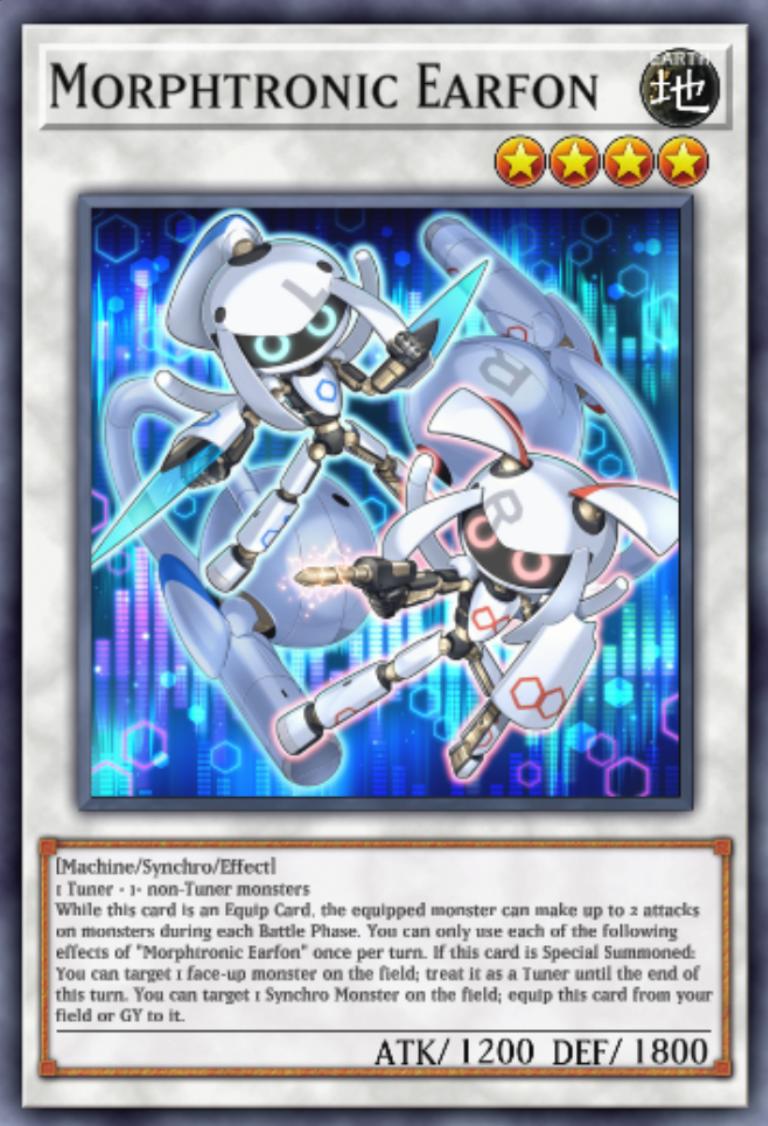 MORPHTRONIC EARFON
EARTH
地
L
R
R
[Machine/Synchro/Effect]
1 Tuner + 1+ non-Tuner monsters
While this card is an Equip Card, the equipped monster can make up to 2 attacks
on monsters during each Battle Phase. You can only use each of the following
effects of "Morphtronic Earfon" once per turn. If this card is Special Summoned:
You can target 1 face-up monster on the field; treat it as a Tuner until the end of
this turn. You can target 1 Synchro Monster on the field; equip this card from your
field or GY to it.
ATK/ 1200 DEF/ 1800